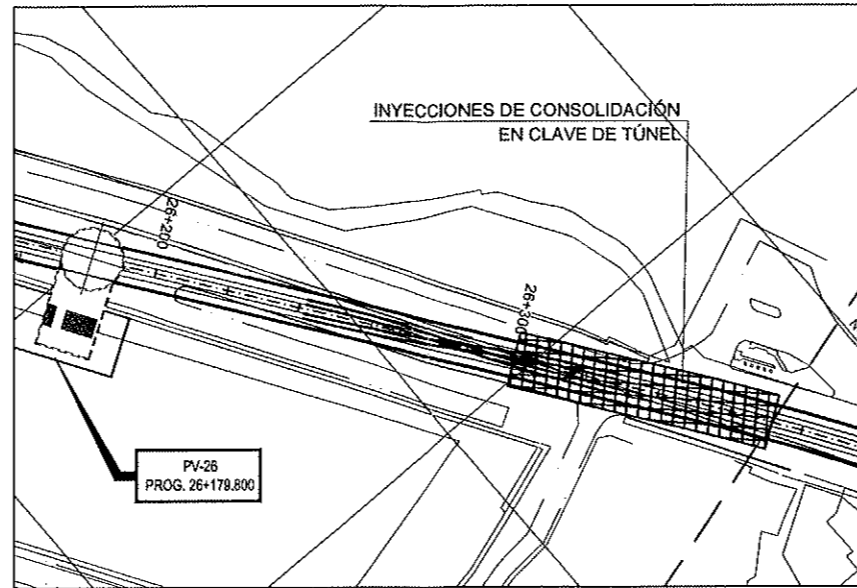 INYECCIONES DE CONSOLIDACIÓN
EN CLAVE DE TÚNEL
26+200
26+300
PV-26
PROG. 26+179.800